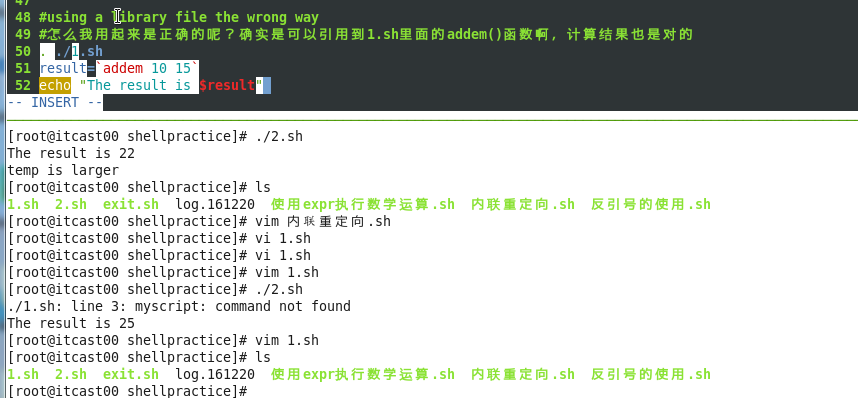 47
48 #using a library file the wrong way
49 #怎么我用起来是正确的呢？确实是可以引用到1.sh里面的addem()函数啊, 计算结果也是对的
50 . ./1.sh
51 result=`addem 10 15`
52 echo "The result is $result"
-- INSERT --
[root@itcast00 shellpractice]# ./2.sh
The result is 22
temp is larger
[root@itcast00 shellpractice]# ls
1.sh 2.sh exit.sh log.161220 使用expr执行数学运算.sh 内联重定向.sh 反引号的使用.sh
[root@itcast00 shellpractice]# vim 内联重定向.sh
[root@itcast00 shellpractice]# vi 1.sh
[root@itcast00 shellpractice]# vi 1.sh
[root@itcast00 shellpractice]# vim 1.sh
[root@itcast00 shellpractice]# ./2.sh
./1.sh: line 3: myscript: command not found
The result is 25
[root@itcast00 shellpractice]# vim 1.sh
[root@itcast00 shellpractice]# ls
1.sh 2.sh exit.sh log.161220 使用expr执行数学运算.sh 内联重定向.sh 反引号的使用.sh
[root@itcast00 shellpractice]#